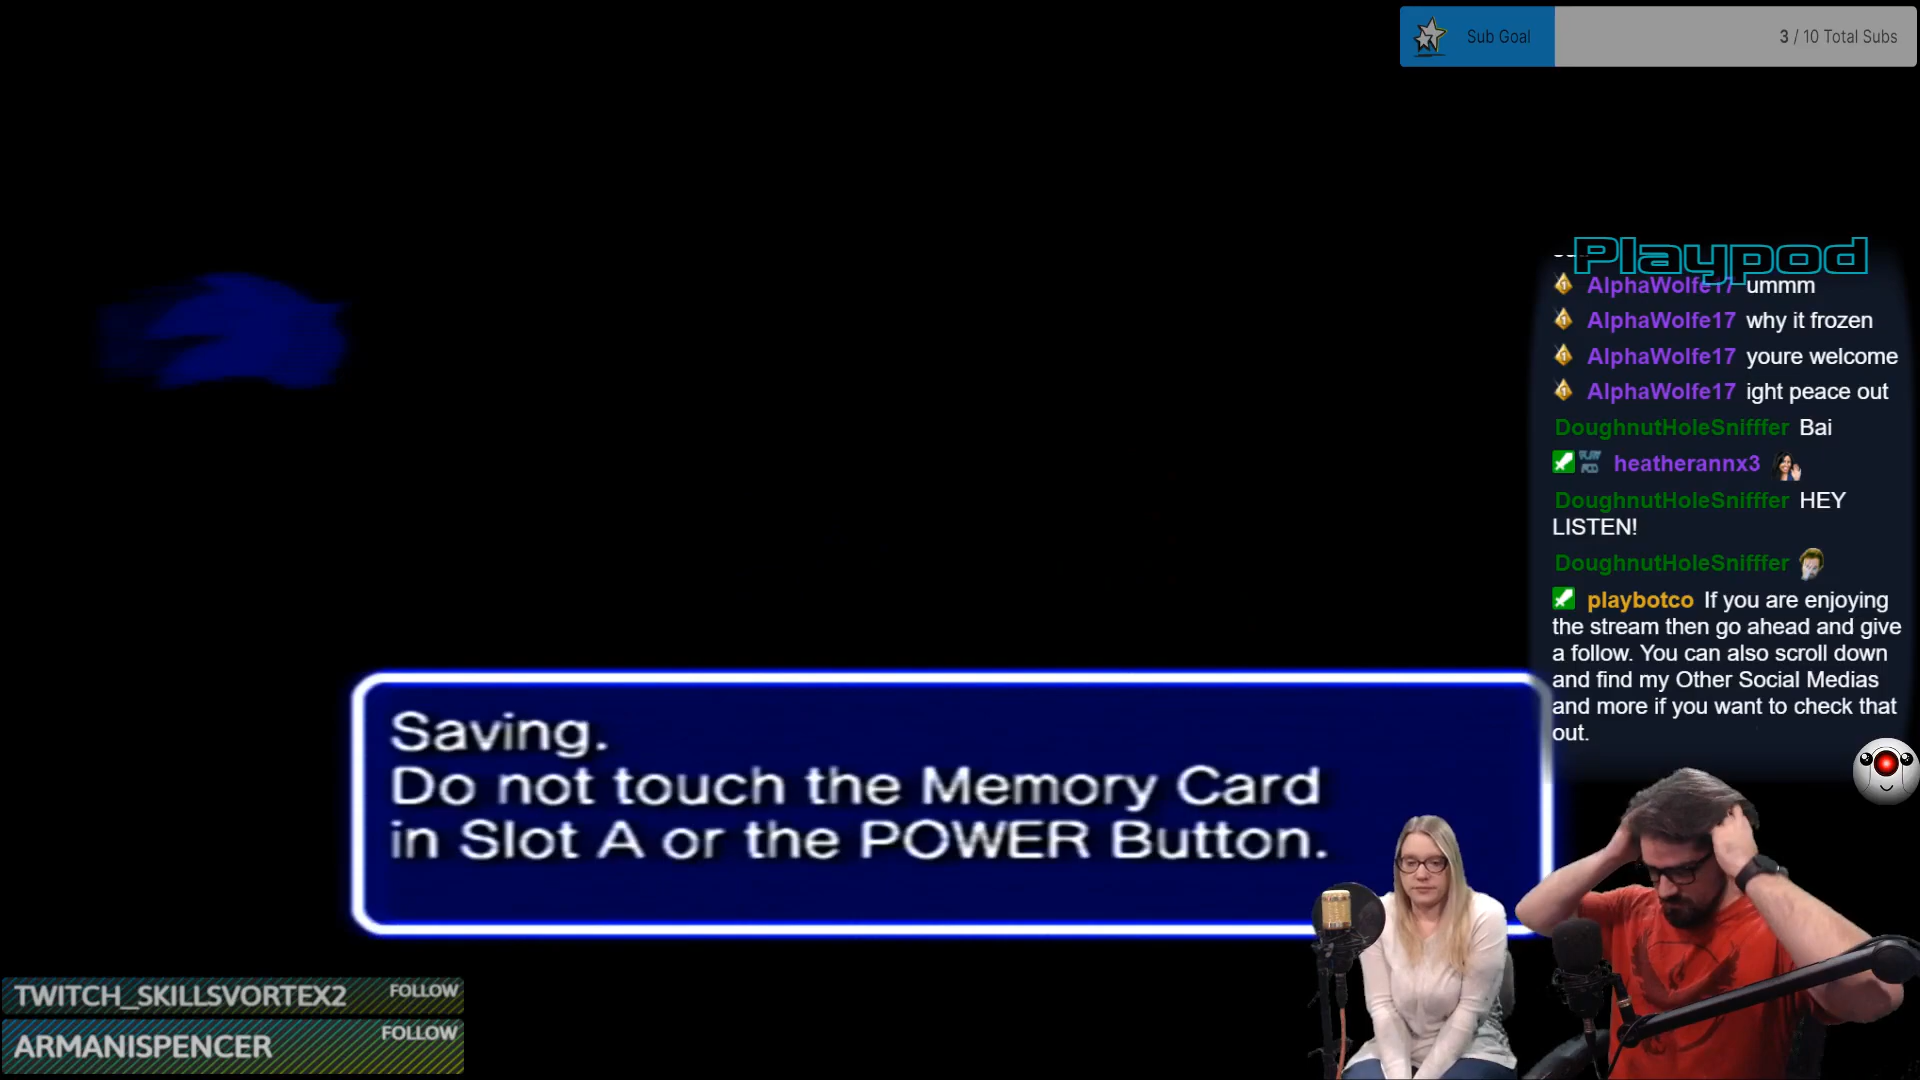 Sub Goal
3 / 10 Total Subs
Playpod
AlphaWolfe17 ummm
AlphaWolfe17 why it frozen
AlphaWolfe17 youre welcome
AlphaWolfe17 ight peace out
DoughnutHoleSnifffer Bai
heatherannx3
DoughnutHoleSnifffer HEY
LISTEN!
DoughnutHoleSnifffer
playbotco If you are enjoying
the stream then go ahead and give
a follow. You can also scroll down
and find my Other Social Medias
and more if you want to check that
out.
Saving.
Do not touch the Memory Card
in Slot A or the POWER Button.
TWITCH_SKILLSVORTEX2 FOLLOW
ARMANISPENCER FOLLOW